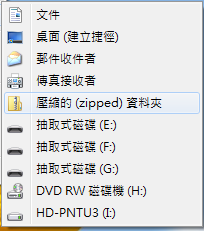 文件
桌面 (建立捷徑)
郵件收件者
傳真接收者
壓縮的 (zipped) 資料夾
抽取式磁碟 (E:)
抽取式磁碟 (F:)
抽取式磁碟 (G:)
DVD RW 磁碟機 (H:)
HD-PNTU3 (I:)